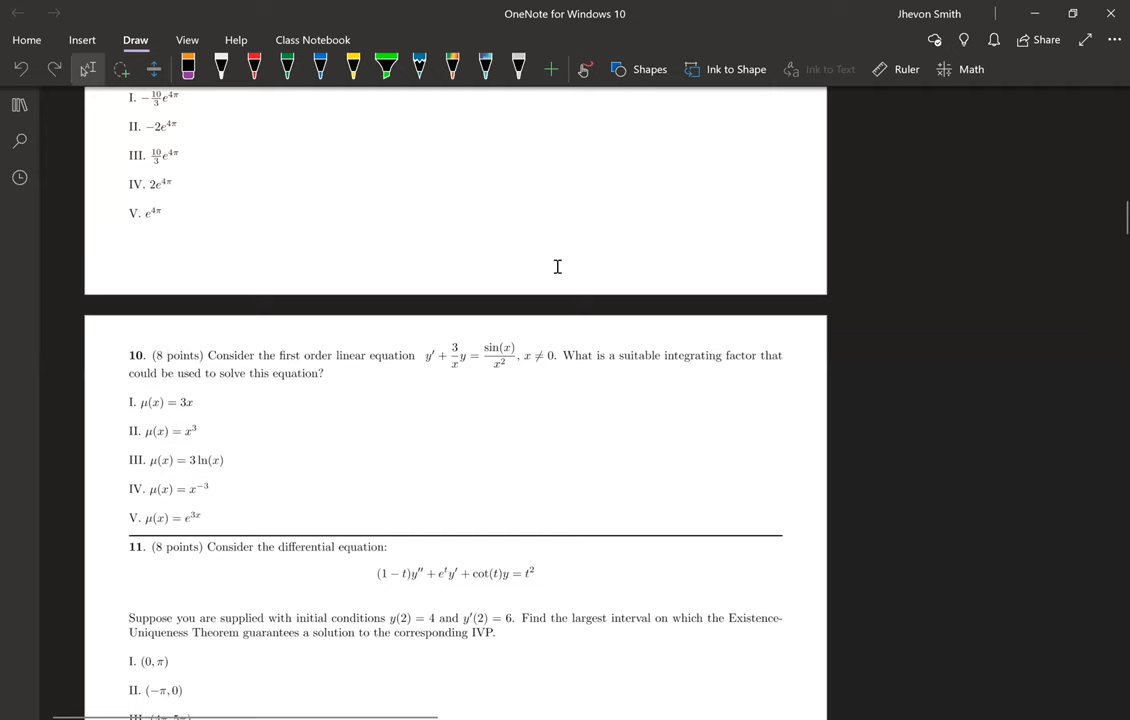 OneNote for Windows 10
Jhevon Smith
Home Insert Draw View Help Class Notebook
Share
Shapes Ink to Shape Ink to Text Ruler Math
I. −10/3 e^{4π}
II. −2e^{4π}
III. 10/3 e^{4π}
IV. 2e^{4π}
V. e^{4π}
10. (8 points) Consider the first order linear equation y′ + 3/x y = sin(x)/x², x ≠ 0. What is a suitable integrating factor that
could be used to solve this equation?
I. μ(x) = 3x
II. μ(x) = x³
III. μ(x) = 3 ln(x)
IV. μ(x) = x⁻³
V. μ(x) = e^{3x}
11. (8 points) Consider the differential equation:
(1 − t)y″ + e^t y′ + cot(t)y = t²
Suppose you are supplied with initial conditions y(2) = 4 and y′(2) = 6. Find the largest interval on which the Existence-
Uniqueness Theorem guarantees a solution to the corresponding IVP.
I. (0, π)
II. (−π, 0)
III. (4π, 5π)